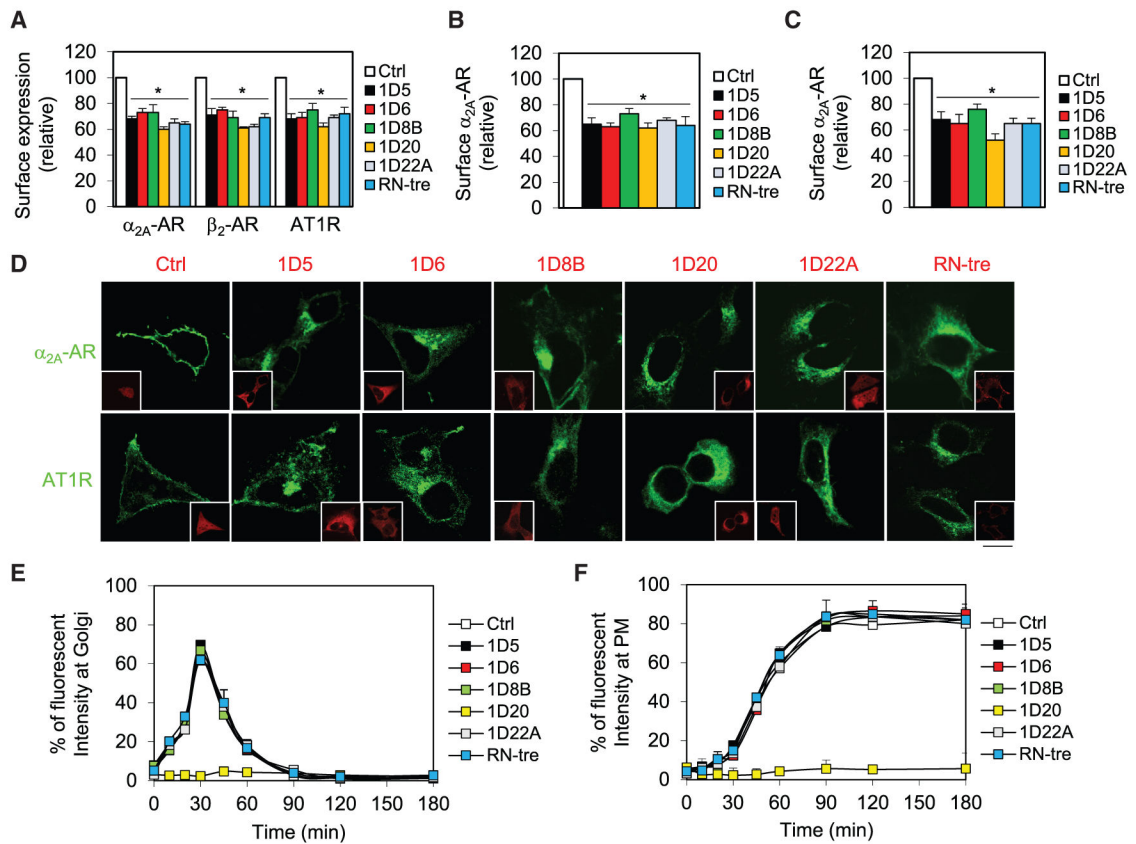 A
Surface expression
(relative)
120
100
80
60
40
20
0
*
*
*
α2A-AR
β2-AR
AT1R
Ctrl
1D5
1D6
1D8B
1D20
1D22A
RN-tre
B
Surface α2A-AR
(relative)
120
100
80
60
40
20
0
*
Ctrl
1D5
1D6
1D8B
1D20
1D22A
RN-tre
C
Surface α2A-AR
(relative)
120
100
80
60
40
20
0
*
Ctrl
1D5
1D6
1D8B
1D20
1D22A
RN-tre
D
Ctrl 1D5 1D6 1D8B 1D20 1D22A RN-tre
α2A-AR
AT1R
E
% of fluorescent
Intensity at Golgi
100
80
60
40
20
0
0 30 60 90 120 150 180
Time (min)
Ctrl
1D5
1D6
1D8B
1D20
1D22A
RN-tre
F
% of fluorescent
Intensity at PM
100
80
60
40
20
0
0 30 60 90 120 150 180
Time (min)
Ctrl
1D5
1D6
1D8B
1D20
1D22A
RN-tre